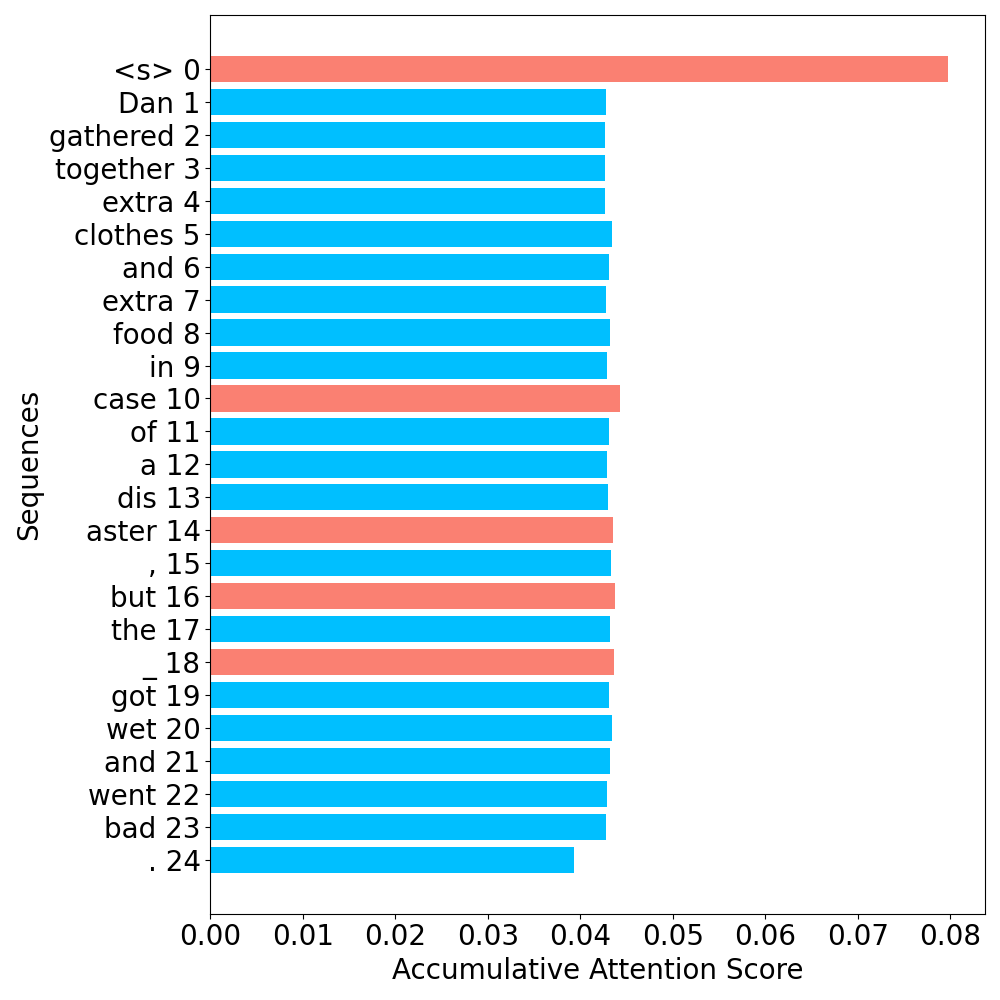 <s> 0
Dan 1
gathered 2
together 3
extra 4
clothes 5
and 6
extra 7
food 8
in 9
case 10
of 11
a 12
dis 13
aster 14
, 15
but 16
the 17
_ 18
got 19
wet 20
and 21
went 22
bad 23
. 24
Sequences
0.00 0.01 0.02 0.03 0.04 0.05 0.06 0.07 0.08
Accumulative Attention Score